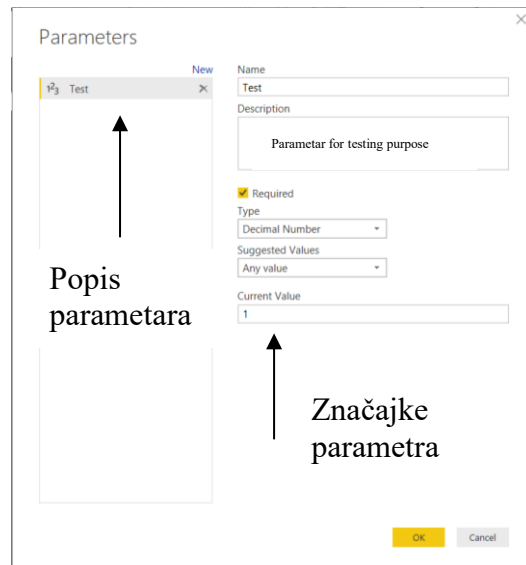 Parameters
New
1²3 Test
Popis
parametara
Name
Test
Description
Parametar for testing purpose
Required
Type
Decimal Number
Suggested Values
Any value
Current Value
1
Značajke
parametra
OK Cancel